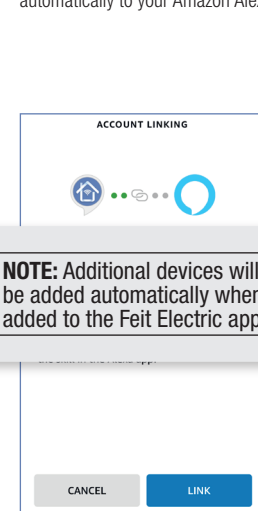 automatically to your Amazon Ale
ACCOUNT LINKING
NOTE: Additional devices will
be added automatically when
added to the Feit Electric app
CANCEL
LINK